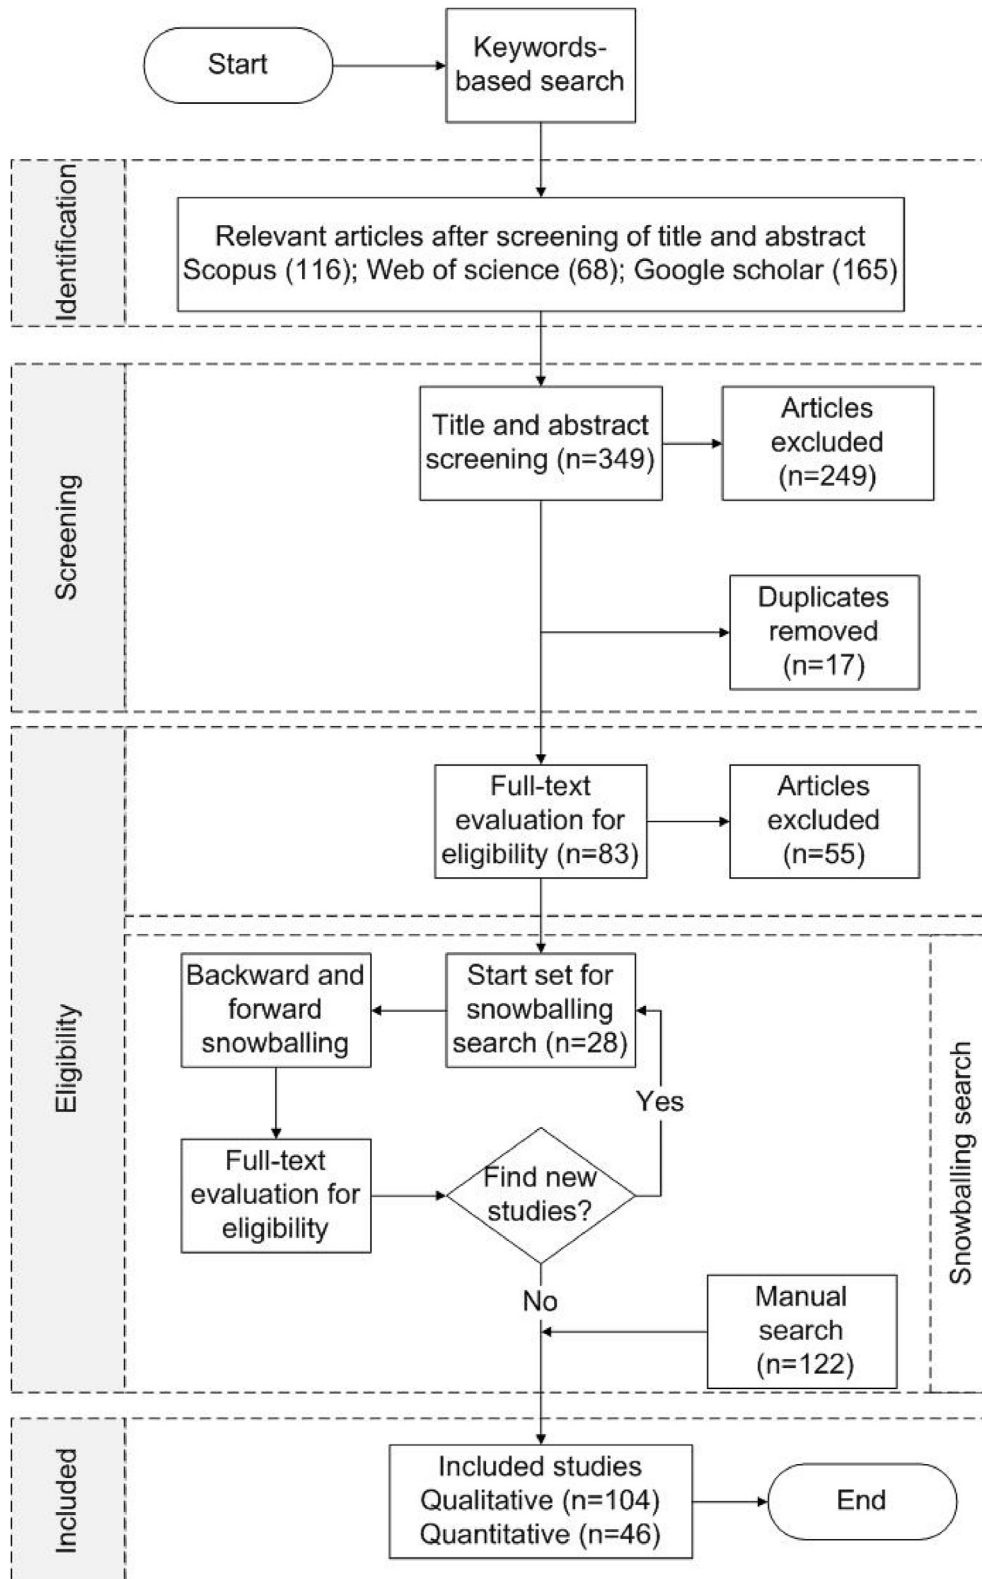 Start
Keywords-
based search
Identification
Relevant articles after screening of title and abstract
Scopus (116); Web of science (68); Google scholar (165)
Screening
Title and abstract
screening (n=349)
Articles
excluded
(n=249)
Duplicates
removed
(n=17)
Eligibility
Full-text
evaluation for
eligibility (n=83)
Articles
excluded
(n=55)
Snowballing search
Start set for
snowballing
search (n=28)
Backward and
forward
snowballing
Full-text
evaluation for
eligibility
Find new
studies?
Yes
No
Manual
search
(n=122)
Included
Included studies
Qualitative (n=104)
Quantitative (n=46)
End